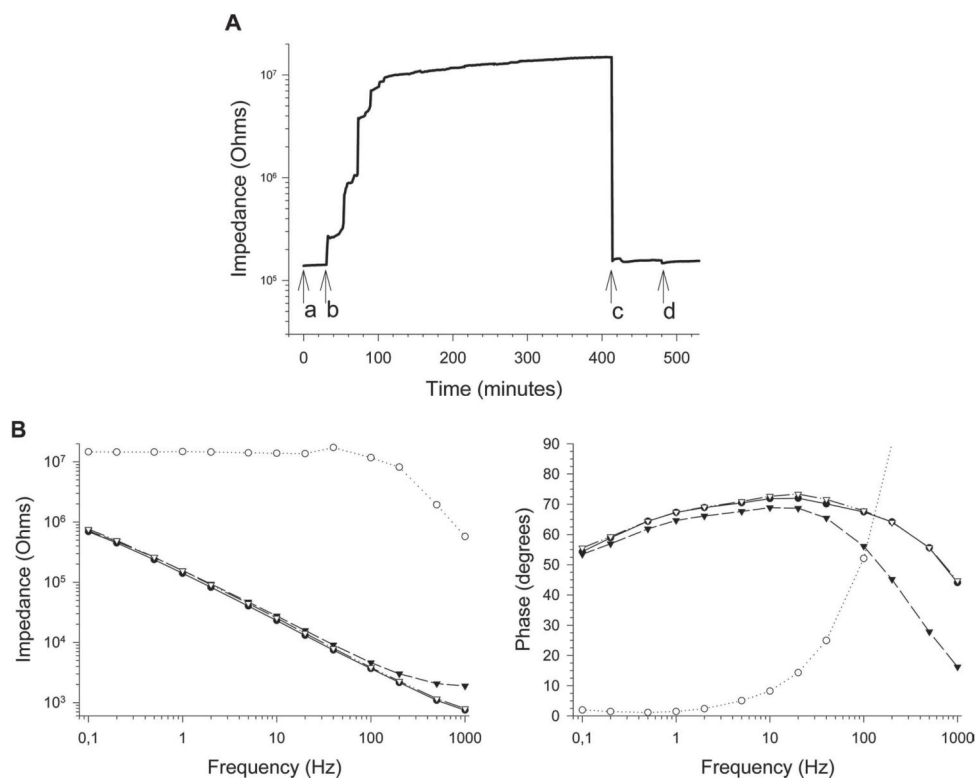 A
Impedance (Ohms)
10⁷
10⁶
10⁵
a
b
c
d
0
100
200
300
400
500
Time (minutes)
B
Impedance (Ohms)
10⁷
10⁶
10⁵
10⁴
10³
0,1
1
10
100
1000
Frequency (Hz)
Phase (degrees)
90
80
70
60
50
40
30
20
10
0
0,1
1
10
100
1000
Frequency (Hz)